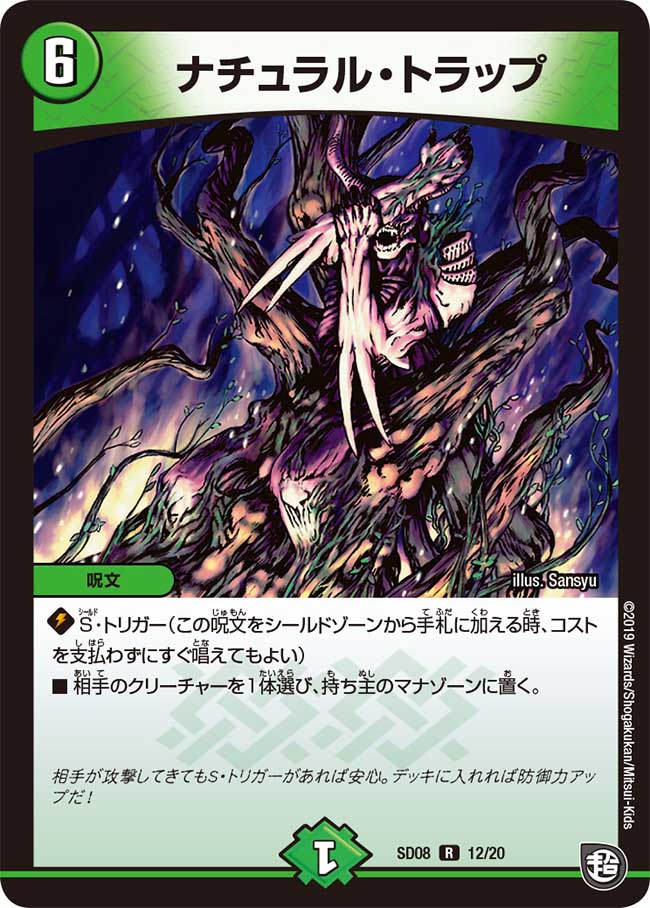 6
ナチュラル・トラップ
呪文
illus. Sansyu
S・トリガー(この呪文をシールドゾーンから手札に加える時、コスト
を支払わずにすぐ唱えてもよい)
■ 相手のクリーチャーを1体選び、持ち主のマナゾーンに置く。
相手が攻撃してきてもS・トリガーがあれば安心。デッキに入れれば防御力アッ
プだ!
1
SD08 R 12/20
超
©2019 Wizards/Shogakukan/Mitsui-Kids